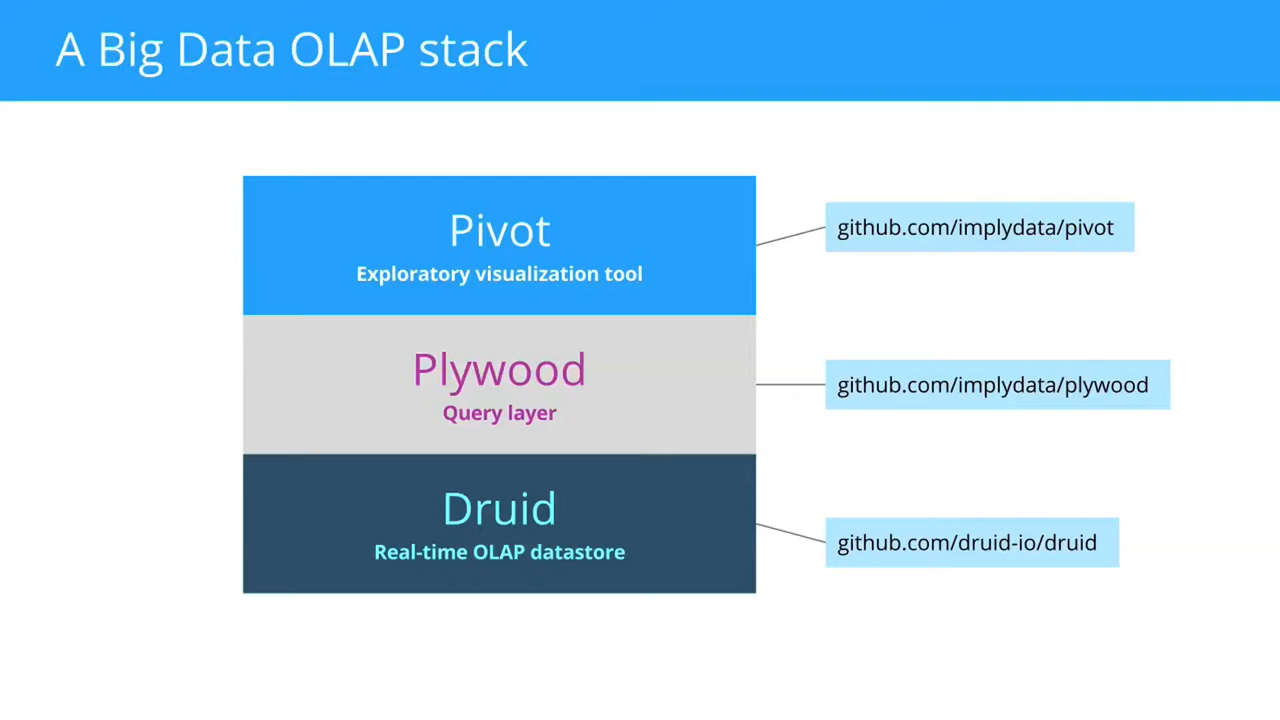 A Big Data OLAP stack
Pivot
Exploratory visualization tool
github.com/implydata/pivot
Plywood
Query layer
github.com/implydata/plywood
Druid
Real-time OLAP datastore
github.com/druid-io/druid